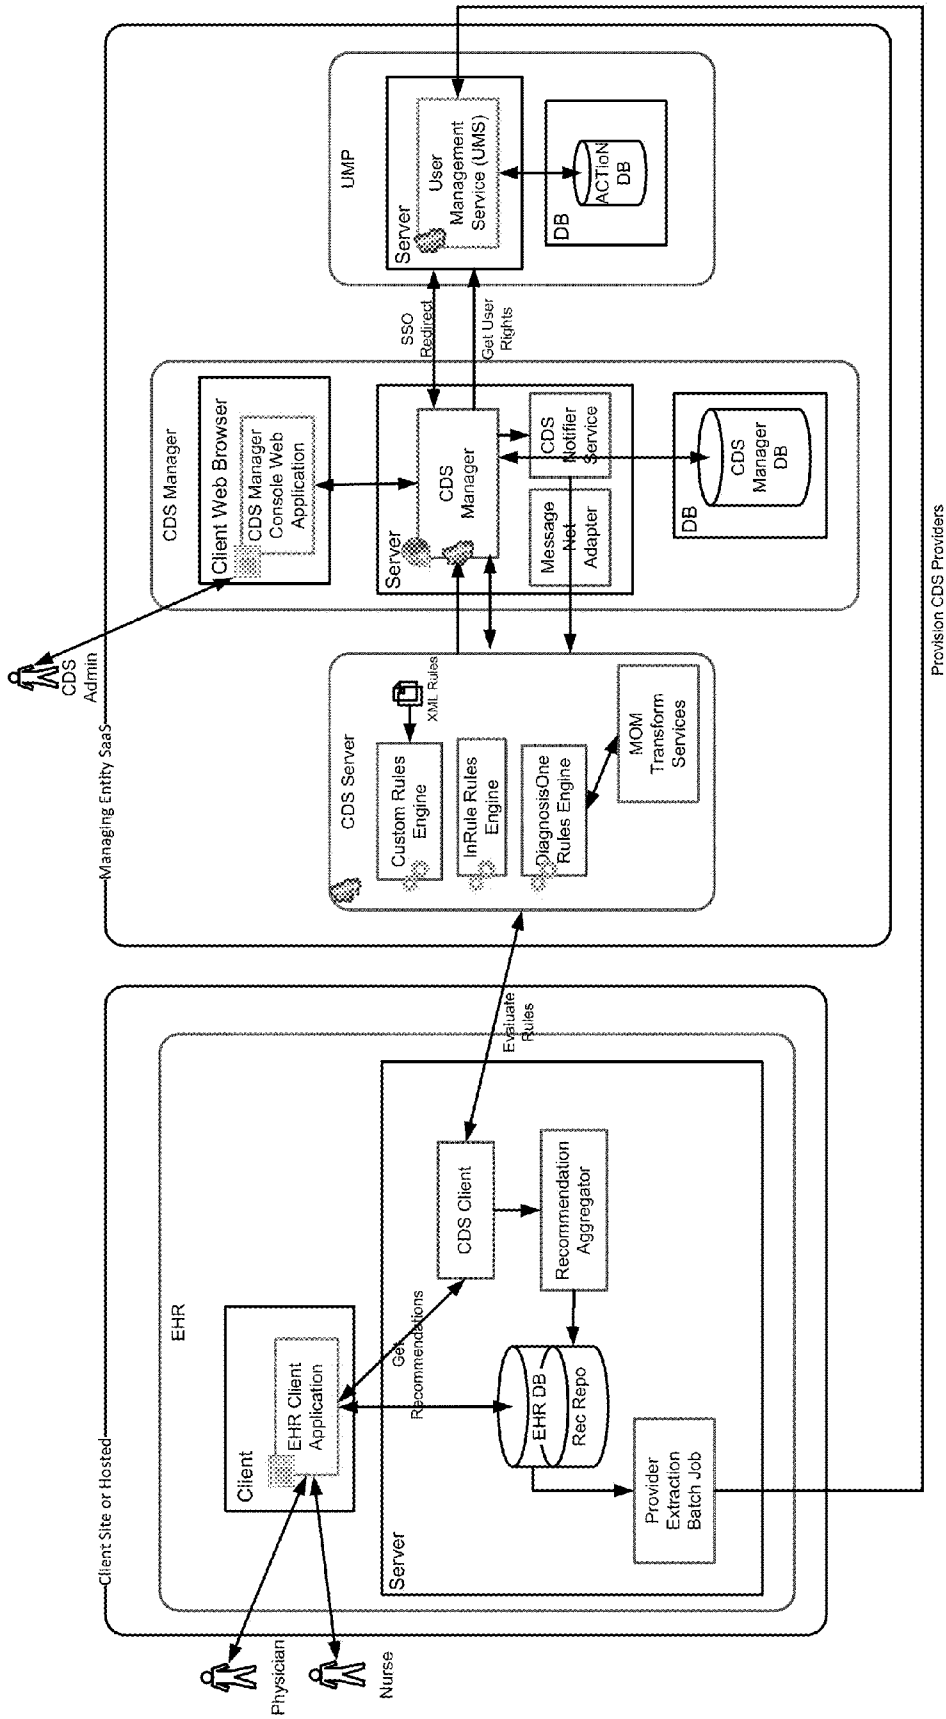 Client Site or Hosted
EHR
Client
EHR Client
Application
Physician
Nurse
Get
Recommendations
Server
CDS Client
Recommendation
Aggregator
EHR DB
Rec Repo
Provider
Extraction
Batch Job
Evaluate
Rules
Managing Entity SaaS
CDS
Admin
CDS Server
Custom Rules
Engine
XML Rules
InRule Rules
Engine
DiagnosisOne
Rules Engine
MOM
Transform
Services
CDS Manager
Client Web Browser
CDS Manager
Console Web
Application
Server
CDS
Manager
Message
Net
Adapter
CDS
Notifier
Service
DB
CDS
Manager
DB
SSO
Redirect
Get User
Rights
UMP
Server
User
Management
Service (UMS)
DB
ACTioN
DB
Provision CDS Providers